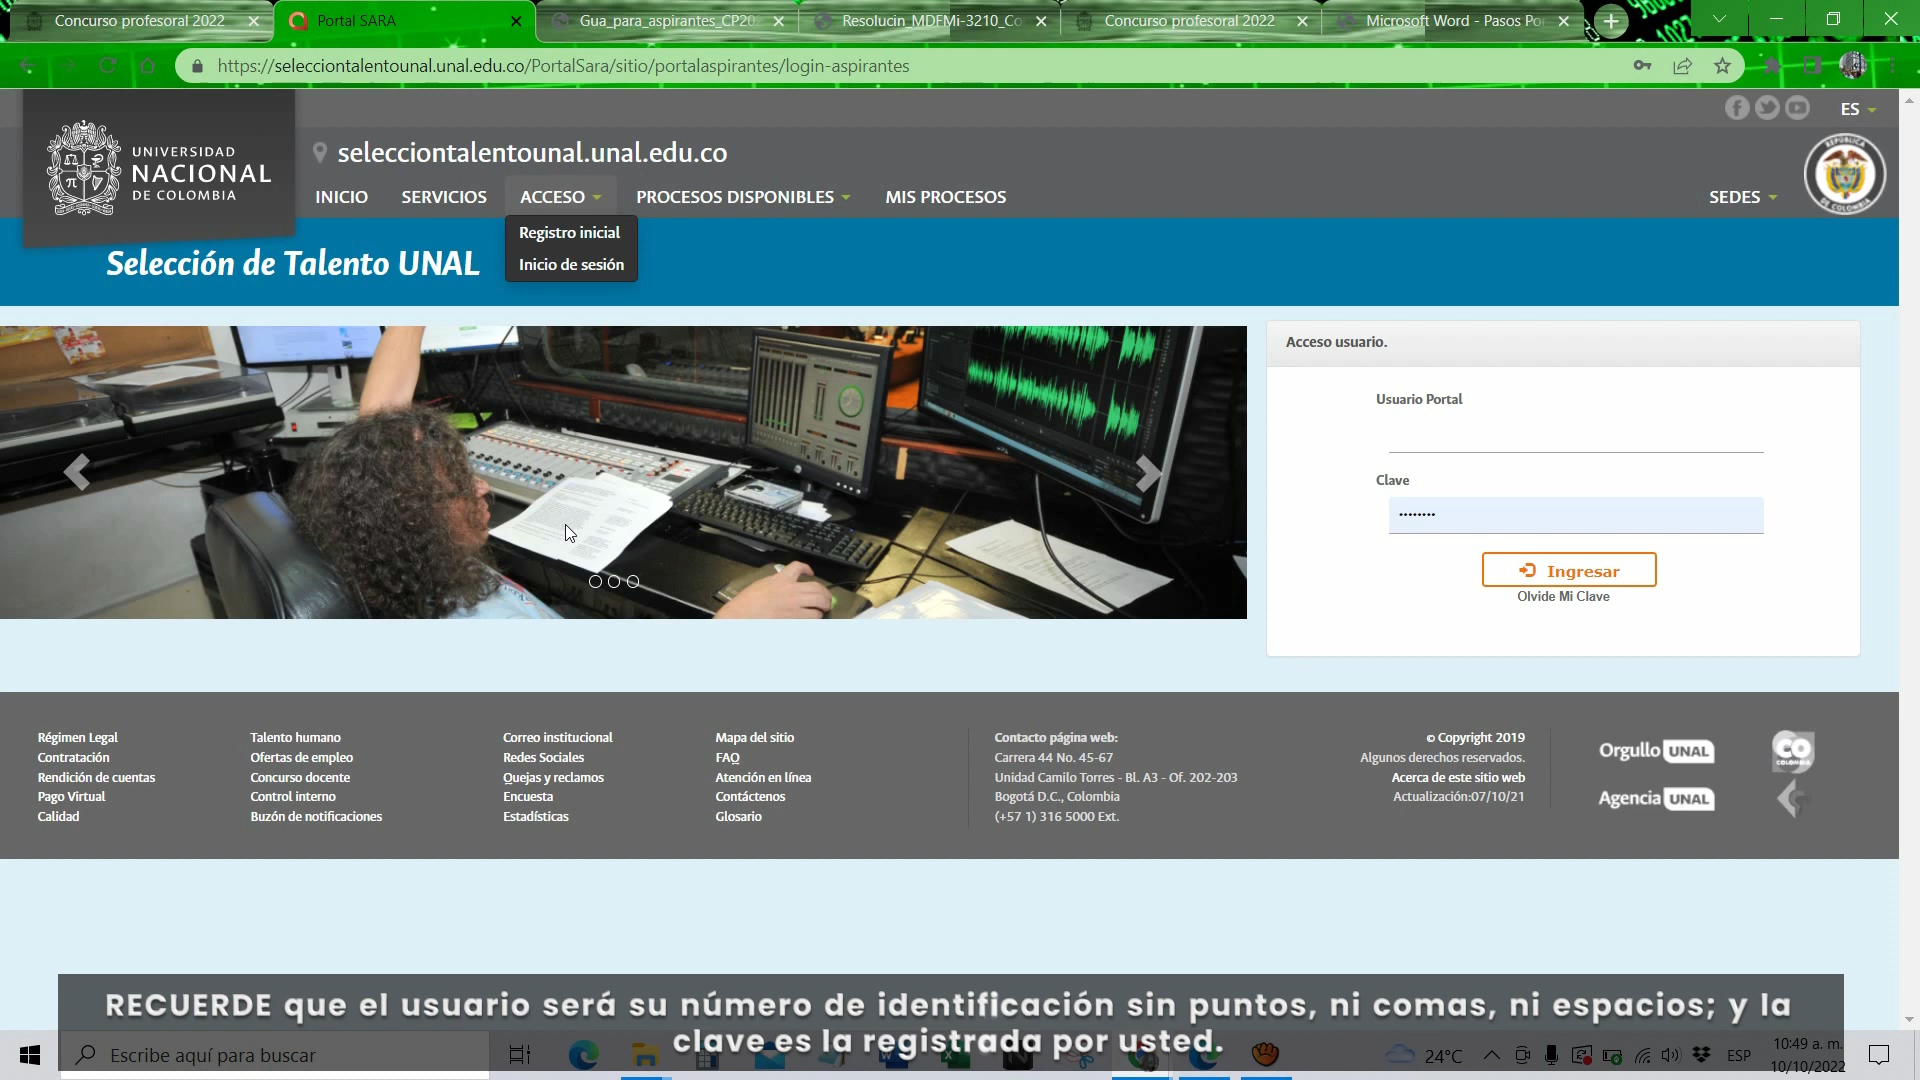 Concurso profesoral 2022
Portal SARA
Gua_para_aspirantes_CP20
Resolucin_MDFMi-3210_Co
Concurso profesoral 2022
Microsoft Word - Pasos Po
https://selecciontalentounal.unal.edu.co/PortalSara/sitio/portalaspirantes/login-aspirantes
ES
UNIVERSIDAD
NACIONAL
DE COLOMBIA
selecciontalentounal.unal.edu.co
INICIO
SERVICIOS
ACCESO
PROCESOS DISPONIBLES
MIS PROCESOS
SEDES
REPÚBLICA
DE COLOMBIA
Registro inicial
Inicio de sesión
Selección de Talento UNAL
Acceso usuario.
Usuario Portal
Clave
Ingresar
Olvide Mi Clave
Régimen Legal
Contratación
Rendición de cuentas
Pago Virtual
Calidad
Talento humano
Ofertas de empleo
Concurso docente
Control interno
Buzón de notificaciones
Correo institucional
Redes Sociales
Quejas y reclamos
Encuesta
Estadísticas
Mapa del sitio
FAQ
Atención en línea
Contáctenos
Glosario
Contacto página web:
Carrera 44 No. 45-67
Unidad Camilo Torres - Bl. A3 - Of. 202-203
Bogotá D.C., Colombia
(+57 1) 316 5000 Ext.
© Copyright 2019
Algunos derechos reservados.
Acerca de este sitio web
Actualización:07/10/21
Orgullo UNAL
Agencia UNAL
CO
COLOMBIA
RECUERDE que el usuario será su número de identificación sin puntos, ni comas, ni espacios; y la
clave es la registrada por usted.
Escribe aquí para buscar
24°C
ESP
10:49 a. m.
10/10/2022